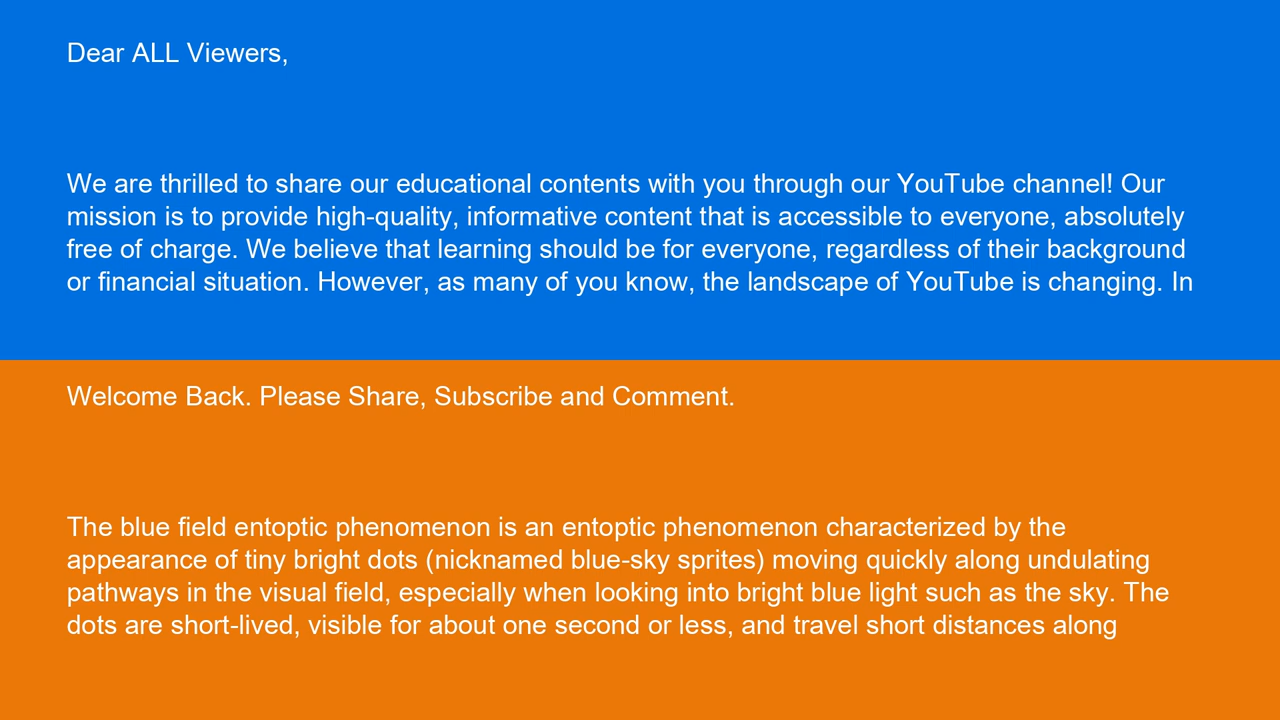 Dear ALL Viewers,
We are thrilled to share our educational contents with you through our YouTube channel! Our
mission is to provide high-quality, informative content that is accessible to everyone, absolutely
free of charge. We believe that learning should be for everyone, regardless of their background
or financial situation. However, as many of you know, the landscape of YouTube is changing. In
Welcome Back. Please Share, Subscribe and Comment.
The blue field entoptic phenomenon is an entoptic phenomenon characterized by the
appearance of tiny bright dots (nicknamed blue-sky sprites) moving quickly along undulating
pathways in the visual field, especially when looking into bright blue light such as the sky. The
dots are short-lived, visible for about one second or less, and travel short distances along